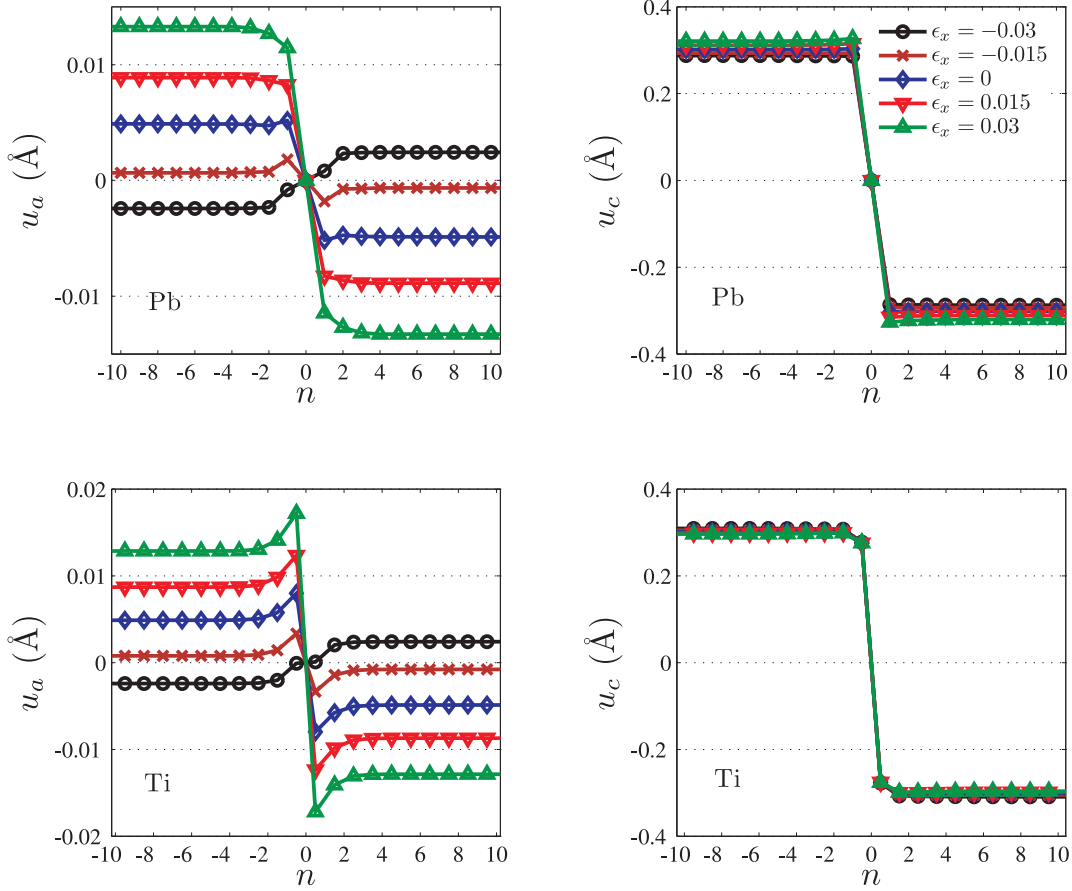 0.01
0
-0.01
u_a (Å)
Pb
-10 -8 -6 -4 -2 0 2 4 6 8 10
n
0.4
0.2
0
-0.2
-0.4
u_c (Å)
ϵ_x = −0.03
ϵ_x = −0.015
ϵ_x = 0
ϵ_x = 0.015
ϵ_x = 0.03
Pb
-10 -8 -6 -4 -2 0 2 4 6 8 10
n
0.02
0.01
0
-0.01
-0.02
u_a (Å)
Ti
-10 -8 -6 -4 -2 0 2 4 6 8 10
n
0.4
0.2
0
-0.2
-0.4
u_c (Å)
Ti
-10 -8 -6 -4 -2 0 2 4 6 8 10
n